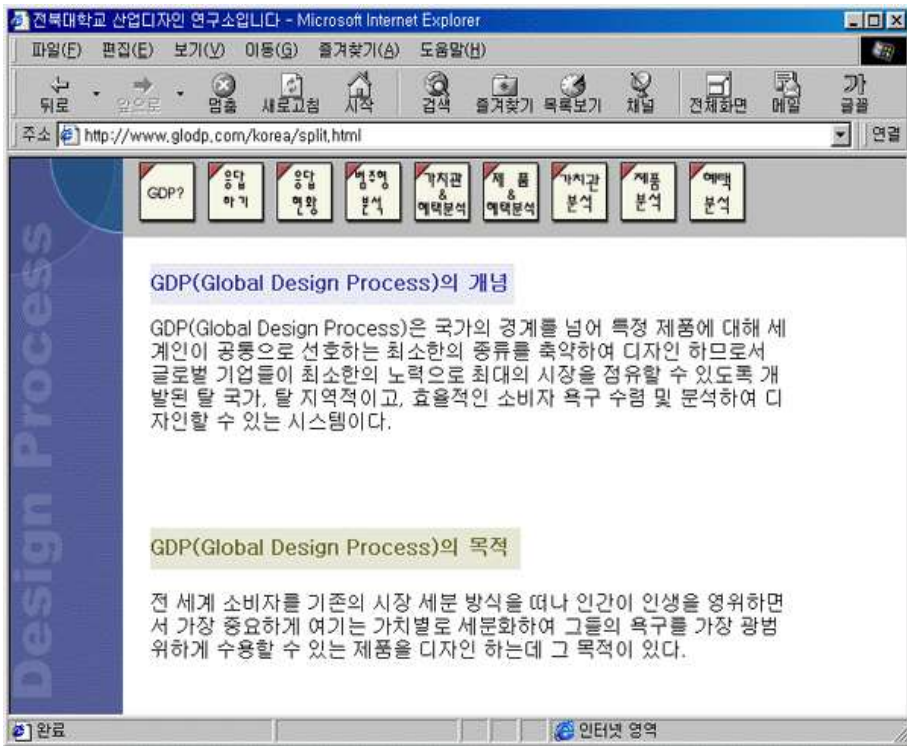 전북대학교 산업디자인 연구소입니다 - Microsoft Internet Explorer
파일(F) 편집(E) 보기(V) 이동(G) 즐겨찾기(A) 도움말(H)
뒤로 앞으로 멈춤 새로고침 시작 검색 즐겨찾기 목록보기 채널 전체화면 메일 글꼴
가
주소 http://www.glodp.com/korea/split.html 연결
GDP? 응답 하기 응답 현황 범주형 분석 가치관 & 혜택분석 제 품 & 혜택분석 가치관 분석 제품 분석 혜택 분석
Design Process
GDP(Global Design Process)의 개념
GDP(Global Design Process)은 국가의 경계를 넘어 특정 제품에 대해 세
계인이 공통으로 선호하는 최소한의 종류를 축약하여 디자인 하므로서
글로벌 기업들이 최소한의 노력으로 최대의 시장을 점유할 수 있도록 개
발된 탈 국가, 탈 지역적이고, 효율적인 소비자 욕구 수렴 및 분석하여 디
자인할 수 있는 시스템이다.
GDP(Global Design Process)의 목적
전 세계 소비자를 기존의 시장 세분 방식을 떠나 인간이 인생을 영위하면
서 가장 중요하게 여기는 가치별로 세분화하여 그들의 욕구를 가장 광범
위하게 수용할 수 있는 제품을 디자인 하는데 그 목적이 있다.
완료 인터넷 영역